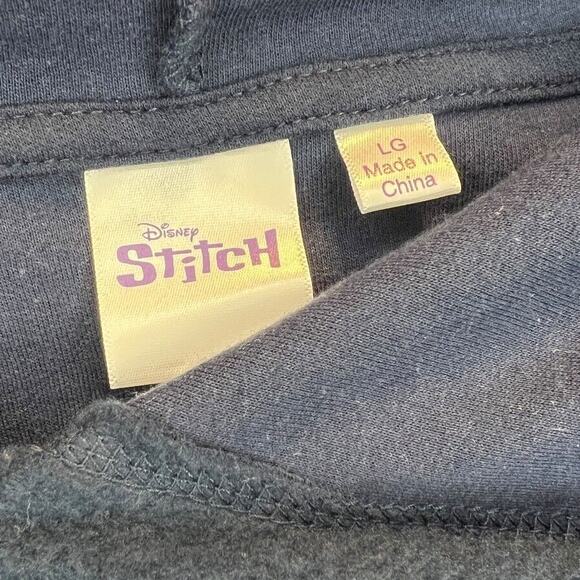 Disney
Stitch
LG
Made in
China